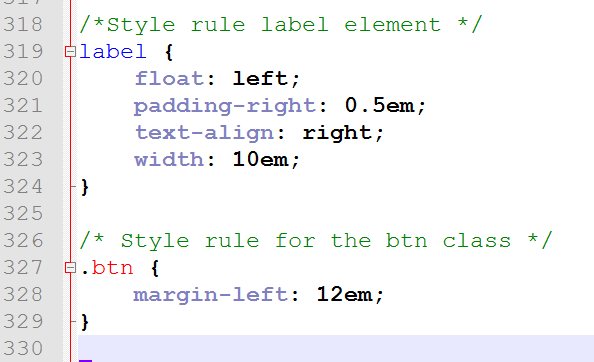 318 /*Style rule label element */
319 label {
320 float: left;
321 padding-right: 0.5em;
322 text-align: right;
323 width: 10em;
324 }
325
326 /* Style rule for the btn class */
327 .btn {
328 margin-left: 12em;
329 }
330